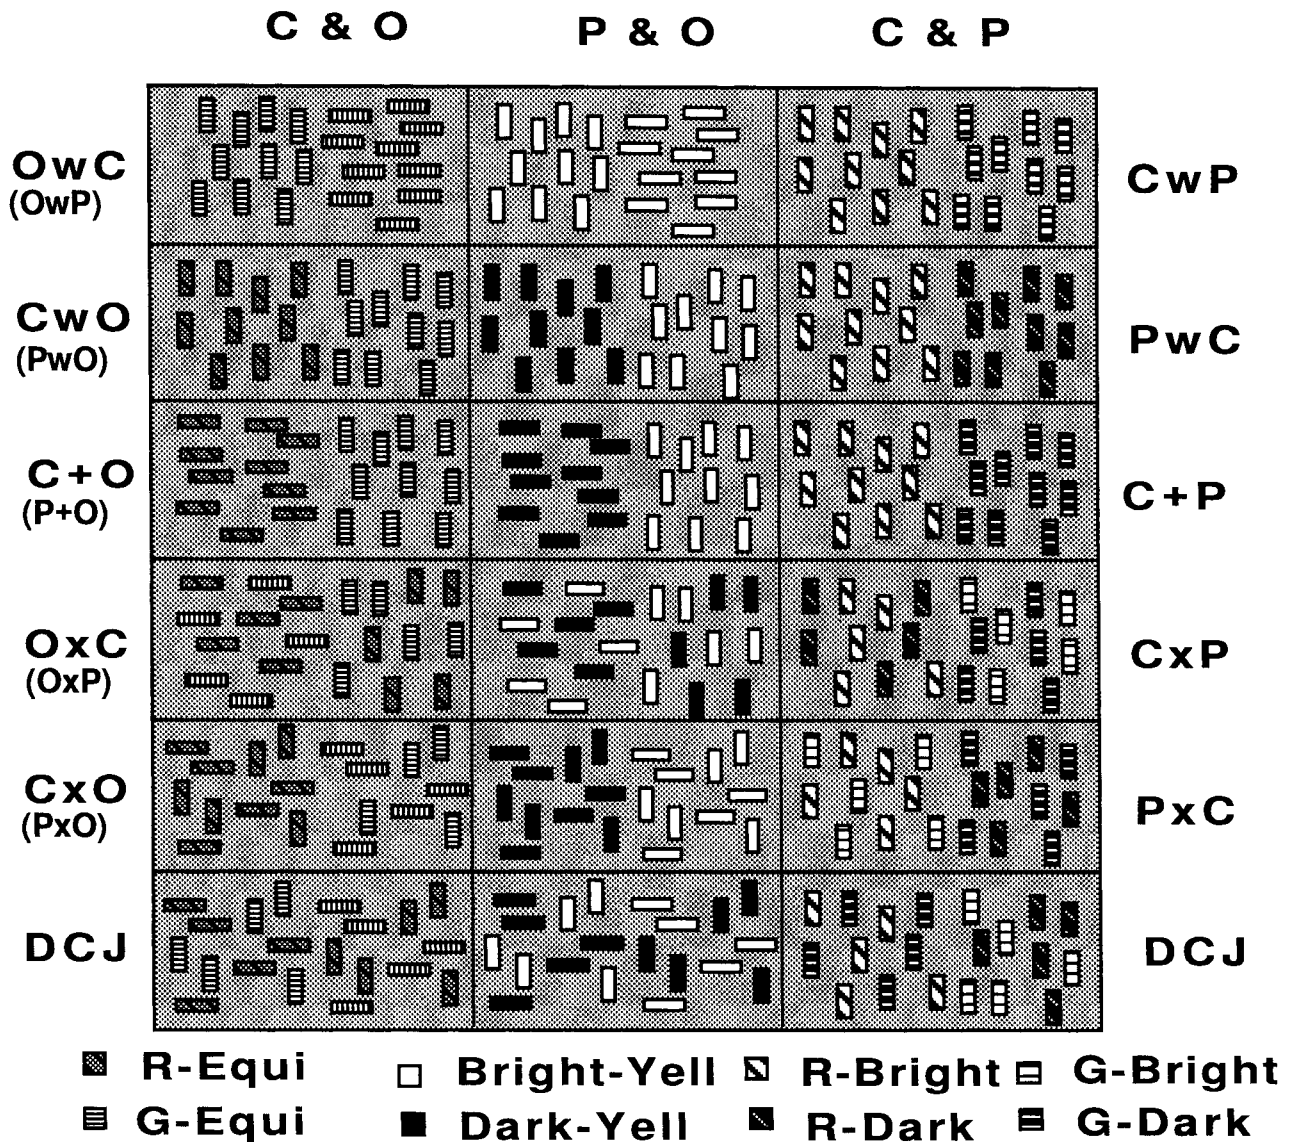 C & O P & O C & P
OwC CwP
(OwP)
CwO PwC
(PwO)
C+O C+P
(P+O)
OxC CxP
(OxP)
CxO PxC
(PxO)
DCJ DCJ
R-Equi Bright-Yell R-Bright G-Bright
G-Equi Dark-Yell R-Dark G-Dark